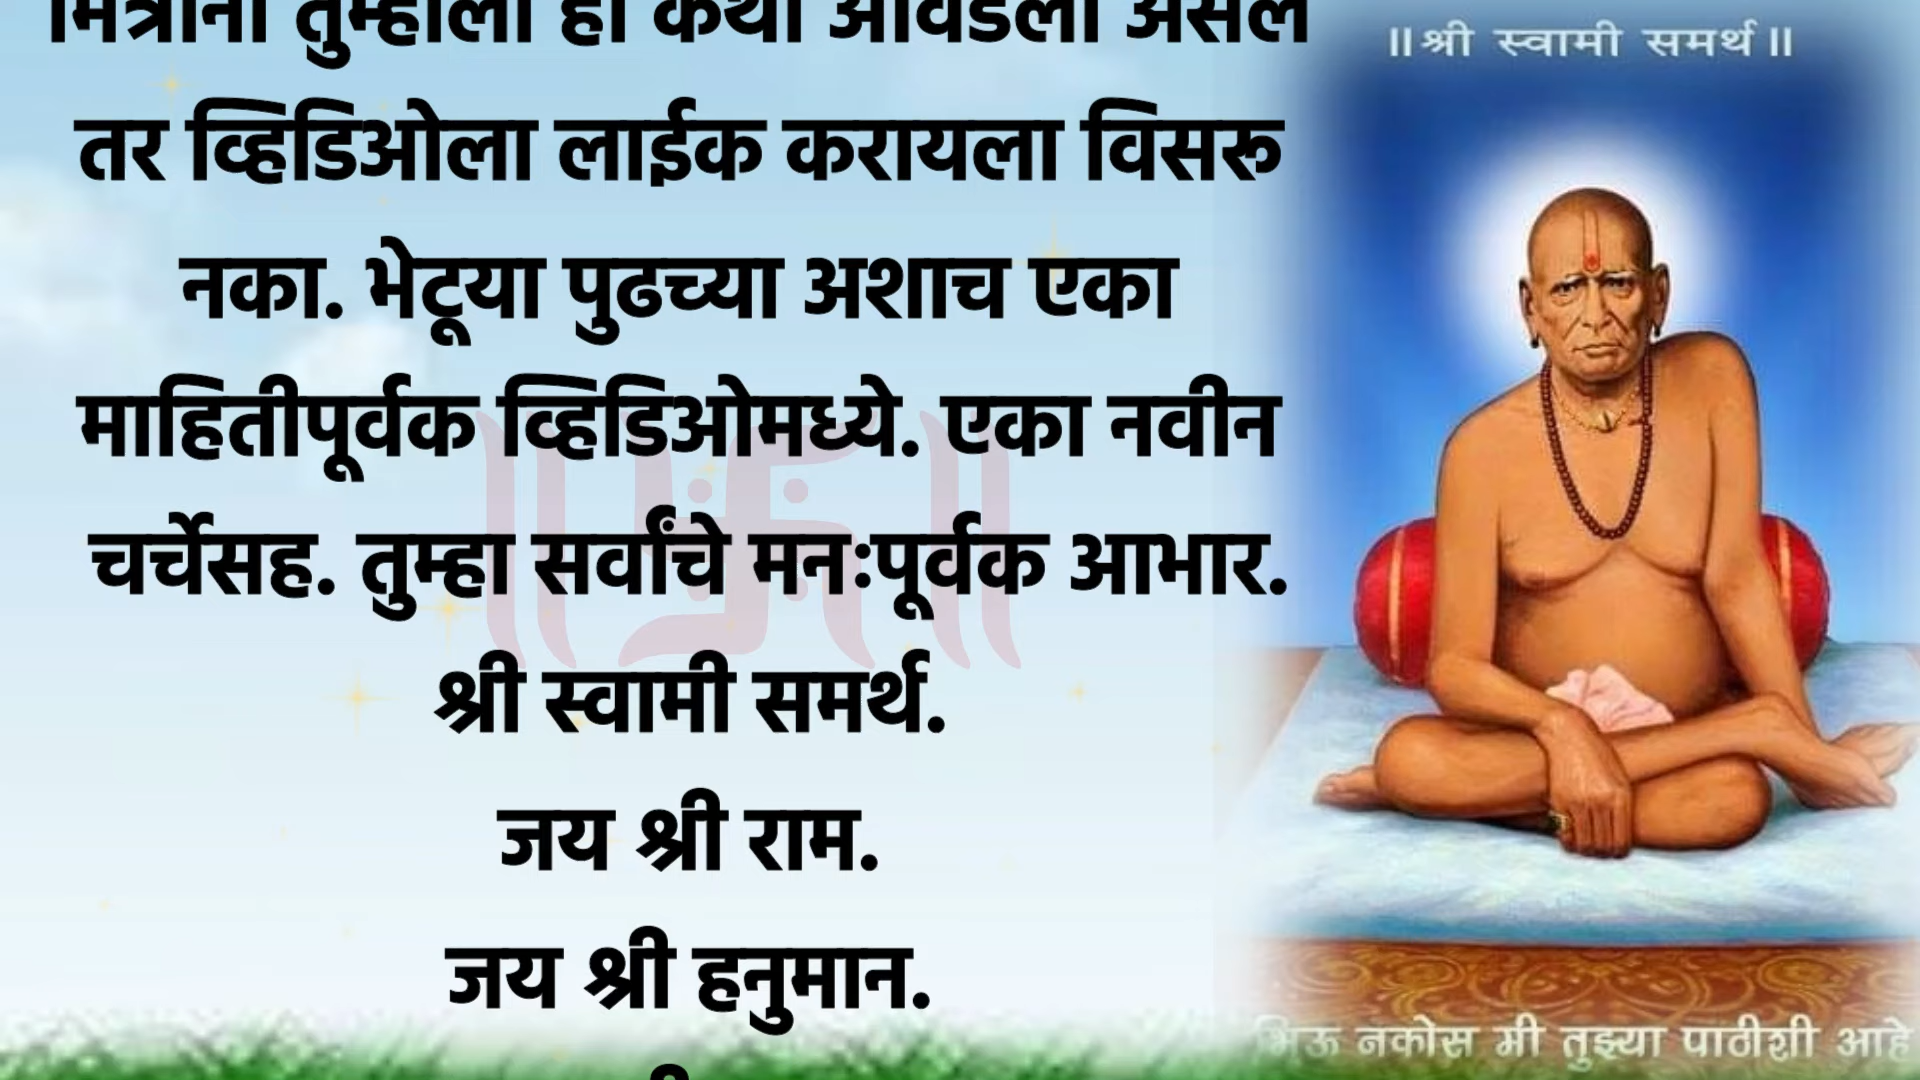 मित्रांनो तुम्हाला ही कथा आवडली असेल
तर व्हिडिओला लाईक करायला विसरू
नका. भेटूया पुढच्या अशाच एका
माहितीपूर्वक व्हिडिओमध्ये. एका नवीन
चर्चेसह. तुम्हा सर्वांचे मनःपूर्वक आभार.
श्री स्वामी समर्थ.
जय श्री राम.
जय श्री हनुमान.
॥ श्री स्वामी समर्थ ॥
भिऊ नकोस मी तुझ्या पाठीशी आहे